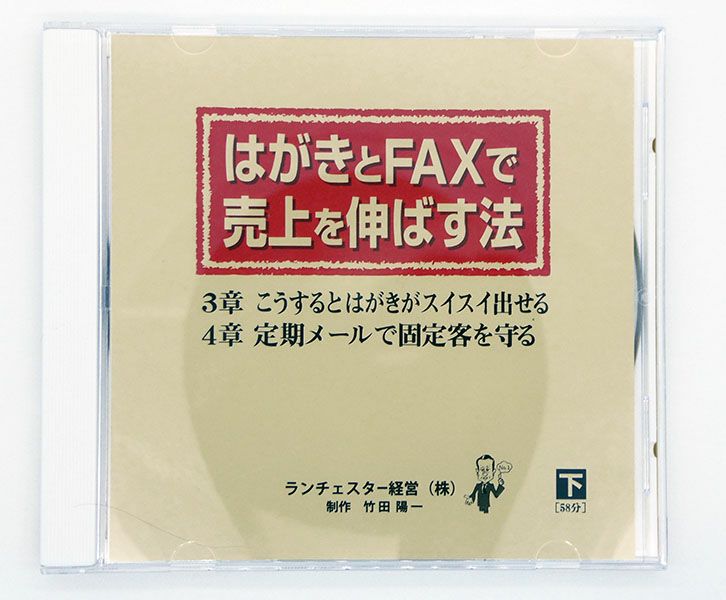 はがきとFAXで
売上を伸ばす法
3章 こうするとはがきがスイスイ出せる
4章 定期メールで固定客を守る
No.1
ランチェスター経営(株)
制作 竹田陽一
下
[58分]